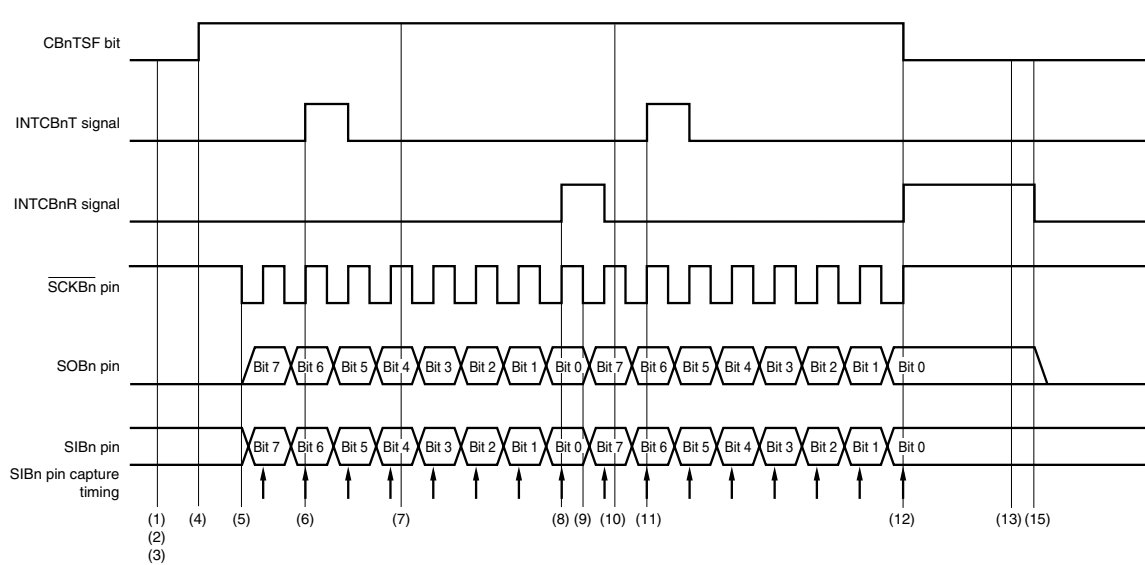 CBnTSF bit
INTCBnT signal
INTCBnR signal
SCKBn pin
SOBn pin
Bit 7 Bit 6 Bit 5 Bit 4 Bit 3 Bit 2 Bit 1 Bit 0 Bit 7 Bit 6 Bit 5 Bit 4 Bit 3 Bit 2 Bit 1 Bit 0
SIBn pin
Bit 7 Bit 6 Bit 5 Bit 4 Bit 3 Bit 2 Bit 1 Bit 0 Bit 7 Bit 6 Bit 5 Bit 4 Bit 3 Bit 2 Bit 1 Bit 0
SIBn pin capture
timing
(1) (4) (5) (6) (7) (8) (9) (10) (11) (12) (13) (15)
(2)
(3)